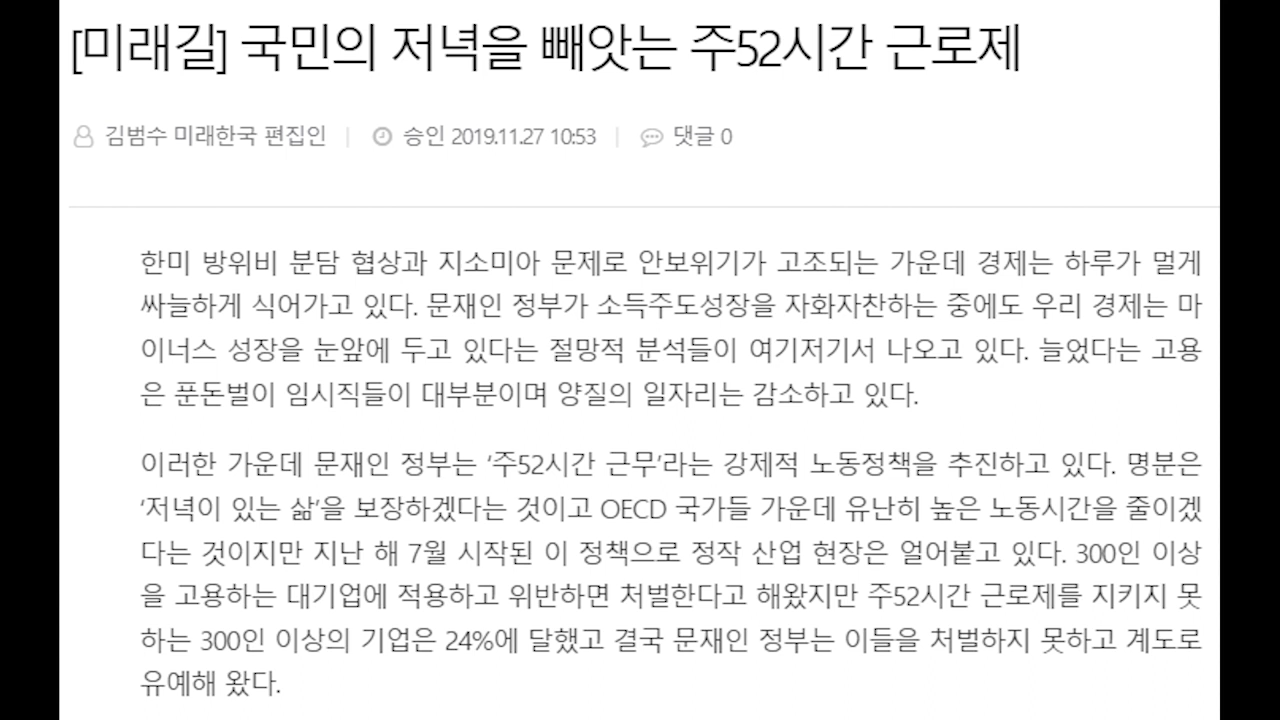 [미래길] 국민의 저녁을 빼앗는 주52시간 근로제
김범수 미래한국 편집인 | 승인 2019.11.27 10:53 | 댓글 0
한미 방위비 분담 협상과 지소미아 문제로 안보위기가 고조되는 가운데 경제는 하루가 멀게
싸늘하게 식어가고 있다. 문재인 정부가 소득주도성장을 자화자찬하는 중에도 우리 경제는 마
이너스 성장을 눈앞에 두고 있다는 절망적 분석들이 여기저기서 나오고 있다. 늘었다는 고용
은 푼돈벌이 임시직들이 대부분이며 양질의 일자리는 감소하고 있다.
이러한 가운데 문재인 정부는 ‘주52시간 근무’라는 강제적 노동정책을 추진하고 있다. 명분은
‘저녁이 있는 삶’을 보장하겠다는 것이고 OECD 국가들 가운데 유난히 높은 노동시간을 줄이겠
다는 것이지만 지난 해 7월 시작된 이 정책으로 정작 산업 현장은 얼어붙고 있다. 300인 이상
을 고용하는 대기업에 적용하고 위반하면 처벌한다고 해왔지만 주52시간 근로제를 지키지 못
하는 300인 이상의 기업은 24%에 달했고 결국 문재인 정부는 이들을 처벌하지 못하고 계도로
유예해 왔다.